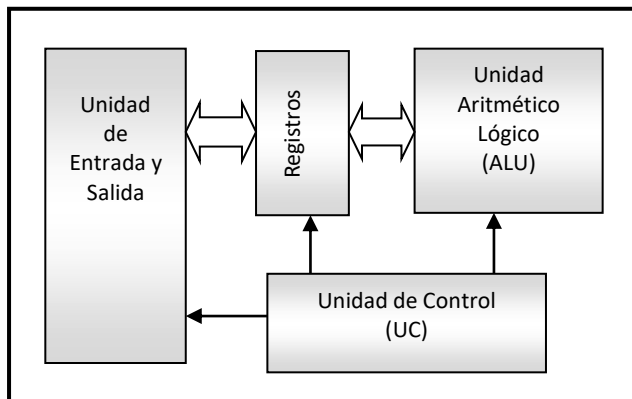 Unidad
de
Entrada y
Salida
Registros
Unidad
Aritmético
Lógico
(ALU)
Unidad de Control
(UC)